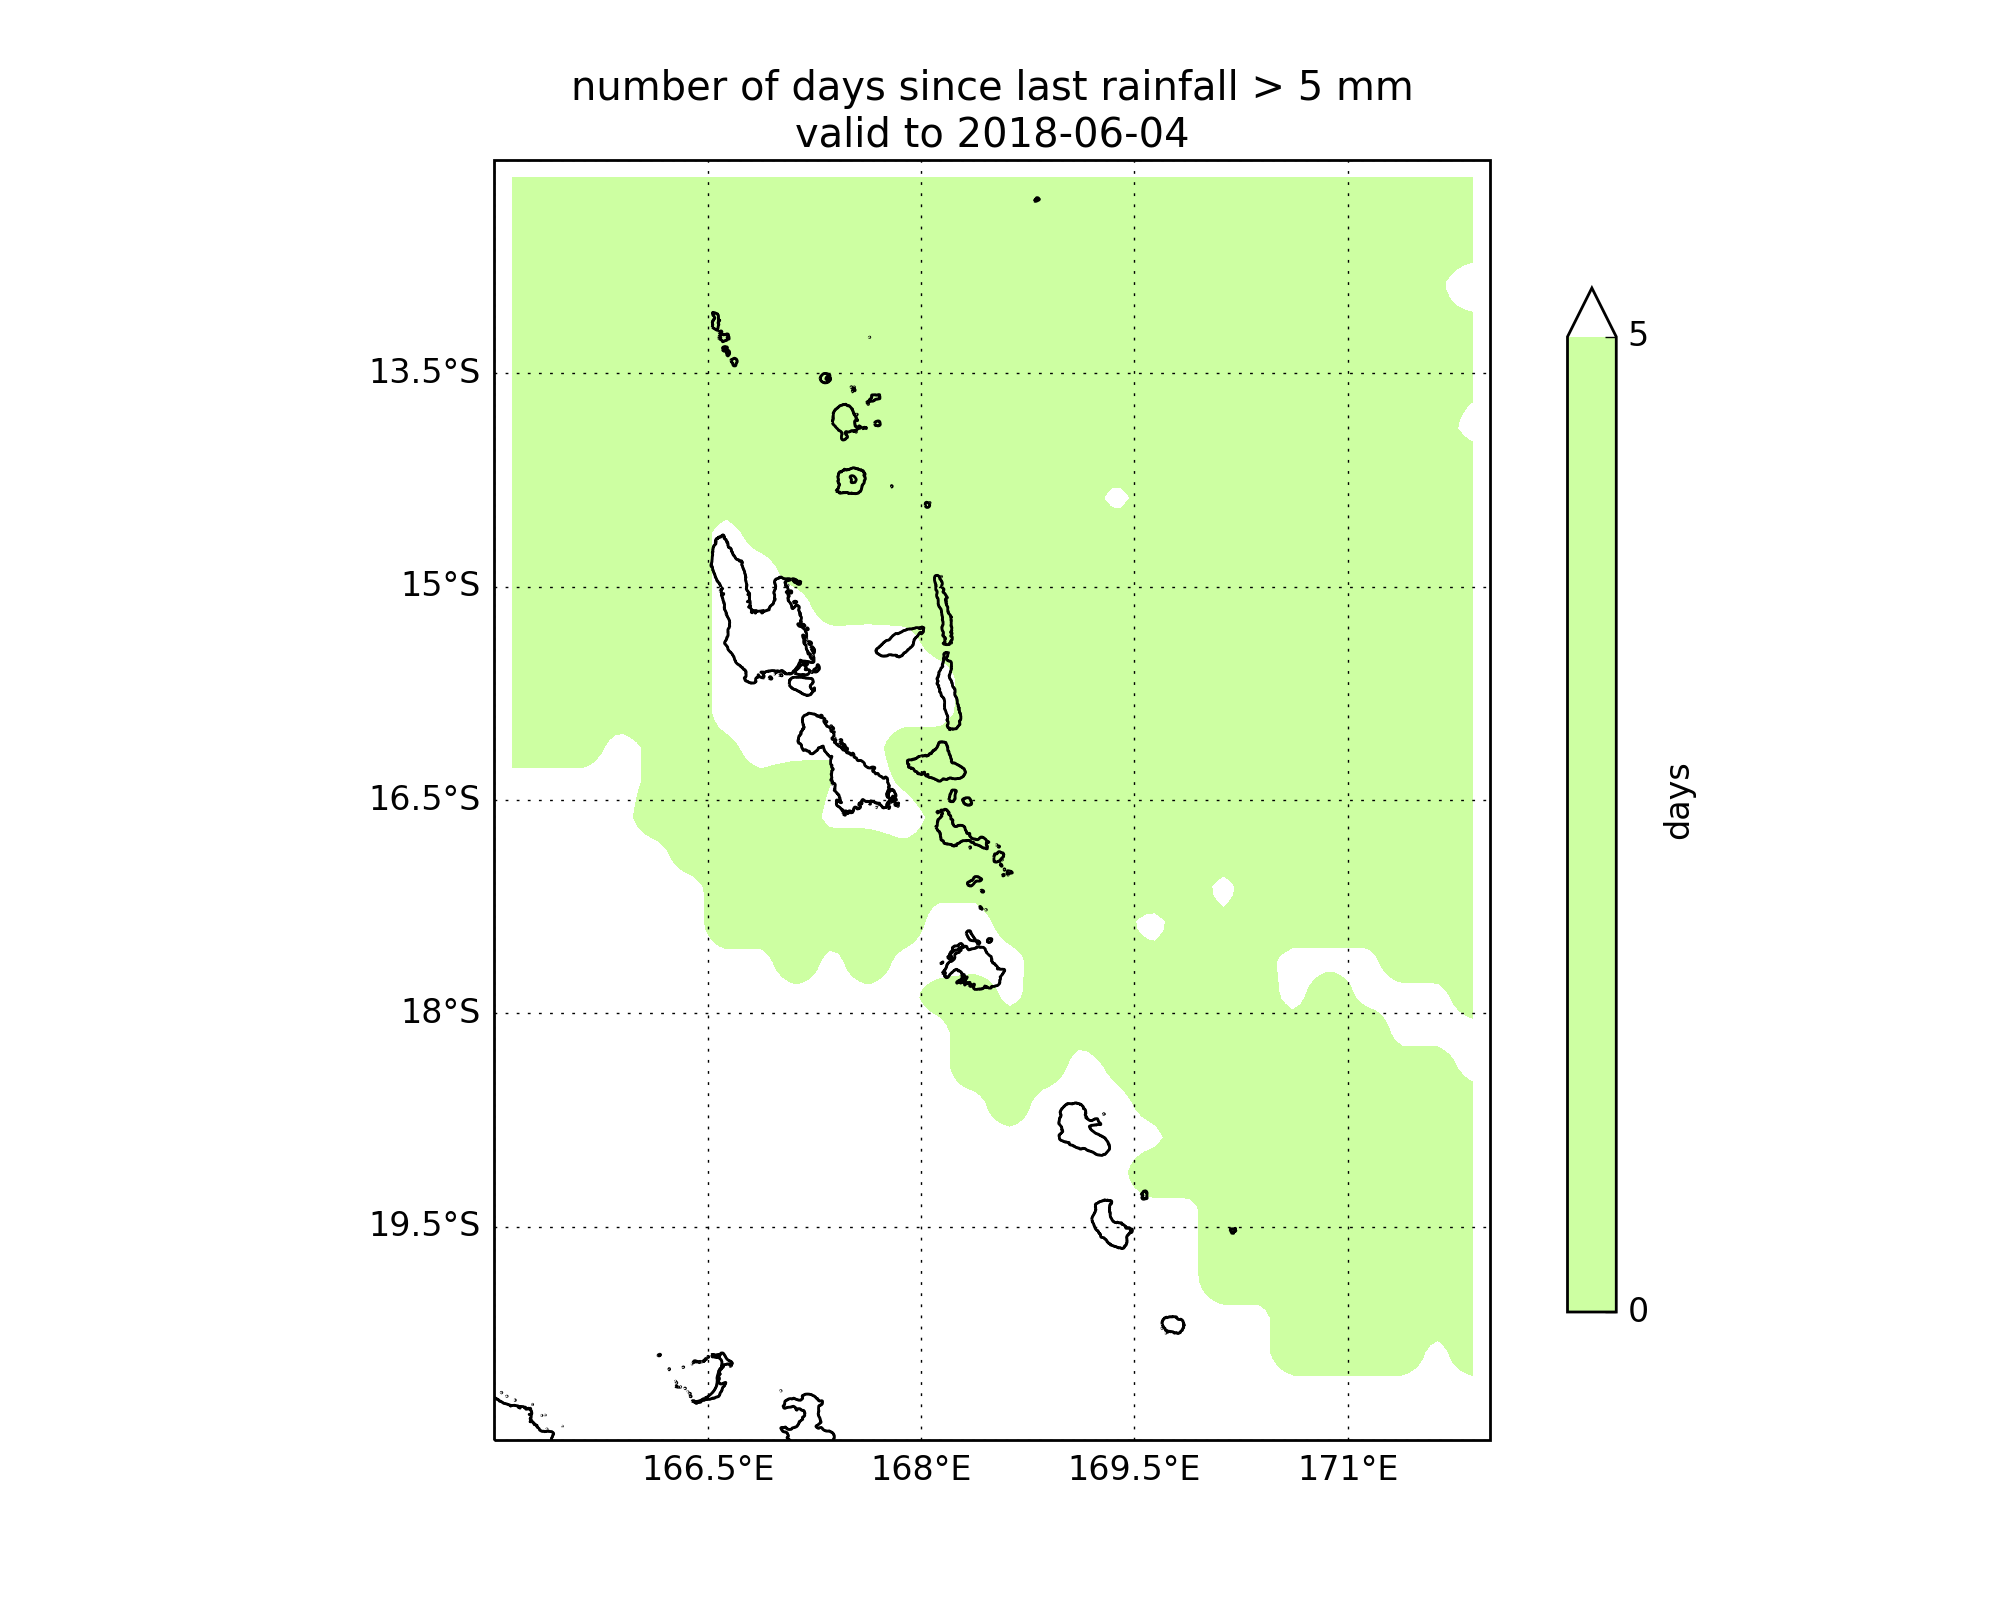 number of days since last rainfall > 5 mm
valid to 2018-06-04
13.5°S
15°S
16.5°S
18°S
19.5°S
166.5°E
168°E
169.5°E
171°E
5
0
days